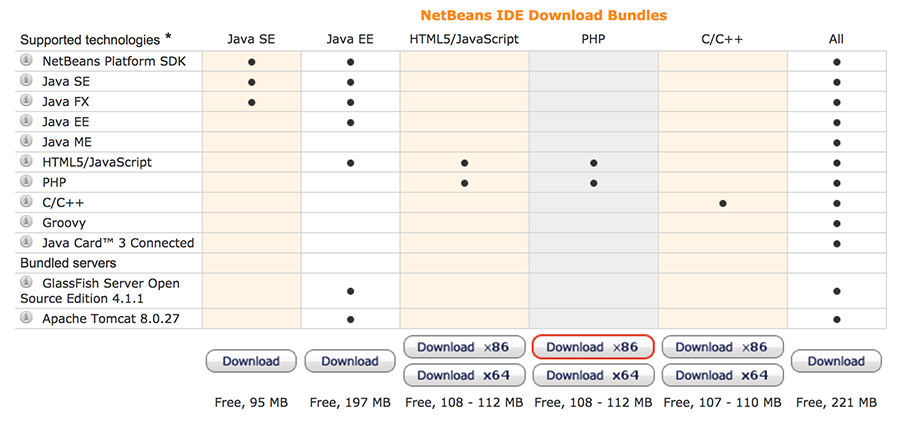 NetBeans IDE Download Bundles
Supported technologies * Java SE Java EE HTML5/JavaScript PHP C/C++ All
NetBeans Platform SDK
Java SE
Java FX
Java EE
Java ME
HTML5/JavaScript
PHP
C/C++
Groovy
Java Card™ 3 Connected
Bundled servers
GlassFish Server Open
Source Edition 4.1.1
Apache Tomcat 8.0.27
Download x86 Download x86 Download x86
Download Download Download
Download x64 Download x64 Download x64
Free, 95 MB Free, 197 MB Free, 108 - 112 MB Free, 108 - 112 MB Free, 107 - 110 MB Free, 221 MB